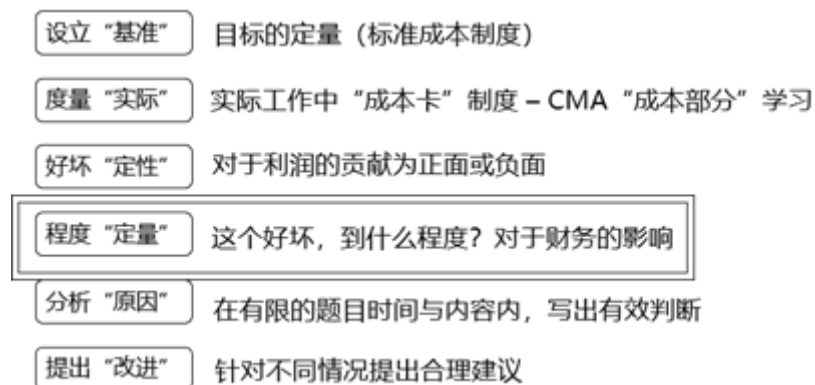 设立“基准” 目标的定量（标准成本制度）
度量“实际” 实际工作中“成本卡”制度 – CMA“成本部分”学习
好坏“定性” 对于利润的贡献为正面或负面
程度“定量” 这个好坏，到什么程度？对于财务的影响
分析“原因” 在有限的题目时间与内容内，写出有效判断
提出“改进” 针对不同情况提出合理建议